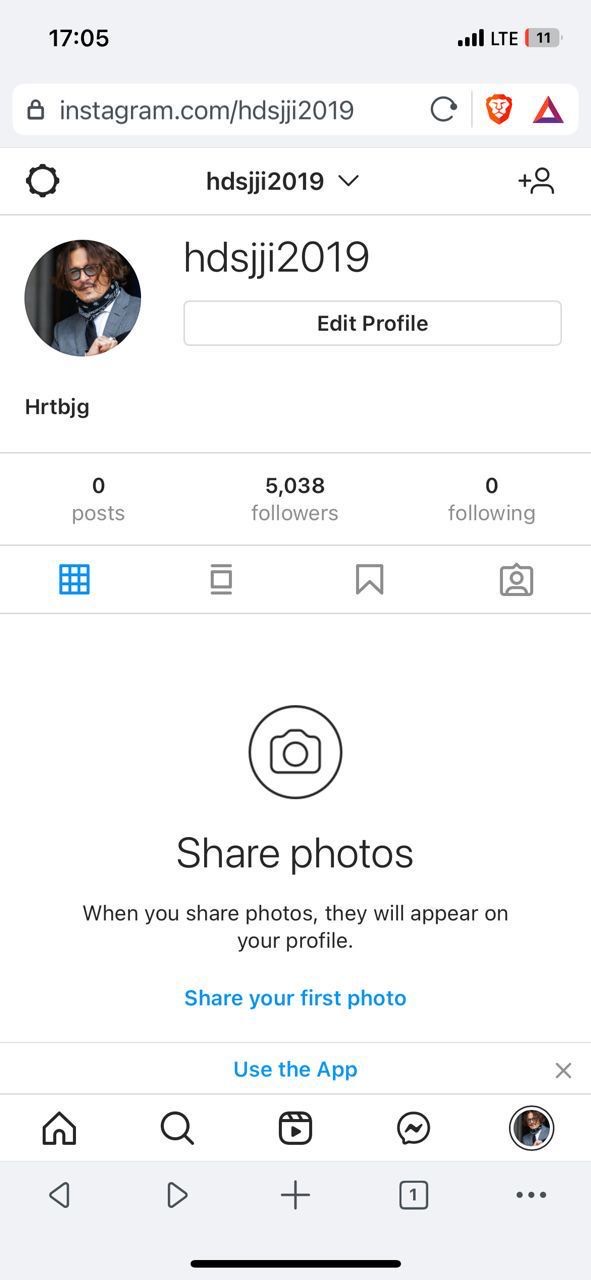 17:05
LTE 11
instagram.com/hdsjji2019
hdsjji2019
hdsjji2019
Edit Profile
Hrtbjg
0 5,038 0
posts followers following
Share photos
When you share photos, they will appear on
your profile.
Share your first photo
Use the App
1